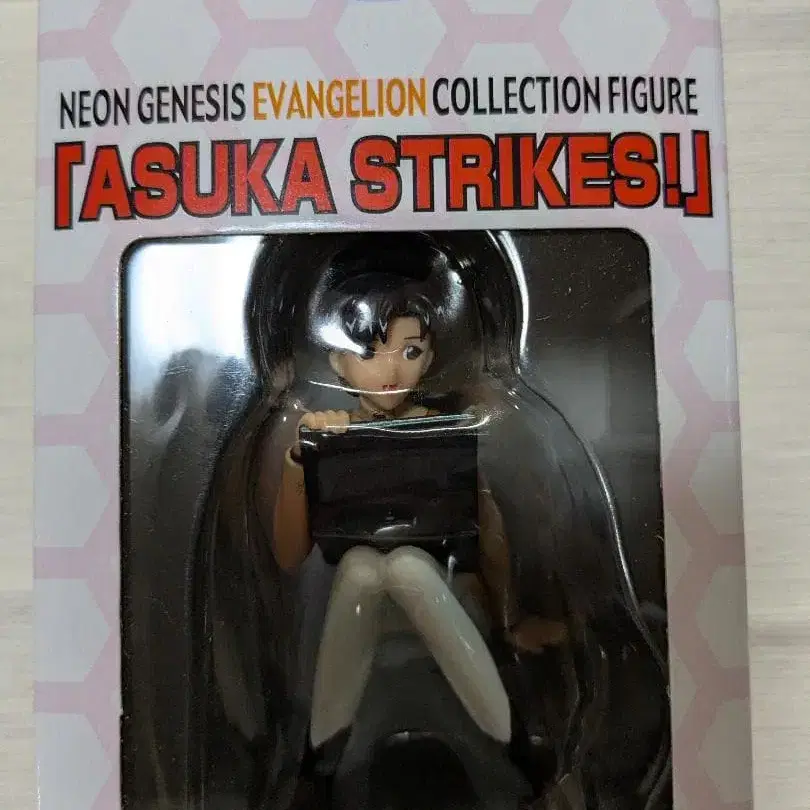 NEON GENESIS EVANGELION COLLECTION FIGURE
「ASUKA STRIKES!」